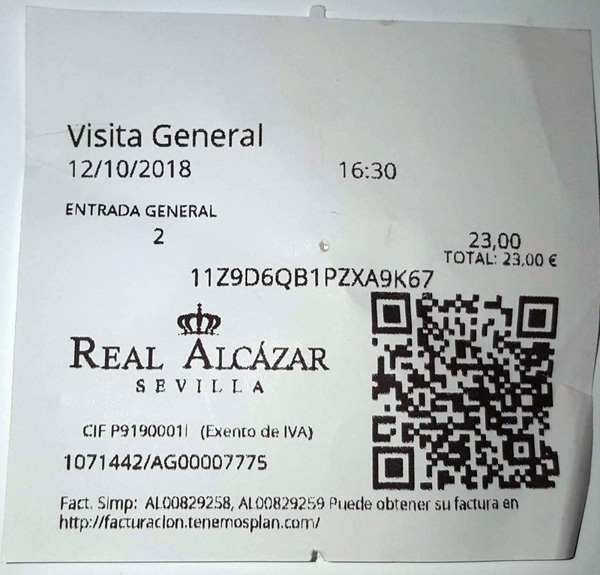 Visita General
12/10/2018 16:30
ENTRADA GENERAL
2 23,00
TOTAL: 23,00 €
11Z9D6QB1PZXA9K67
REAL ALCÁZAR
SEVILLA
CIF P9190001I (Exento de IVA)
1071442/AG00007775
Fact. Simp: AL00829258, AL00829259 Puede obtener su factura en
http://facturacion.tenemosplan.com/